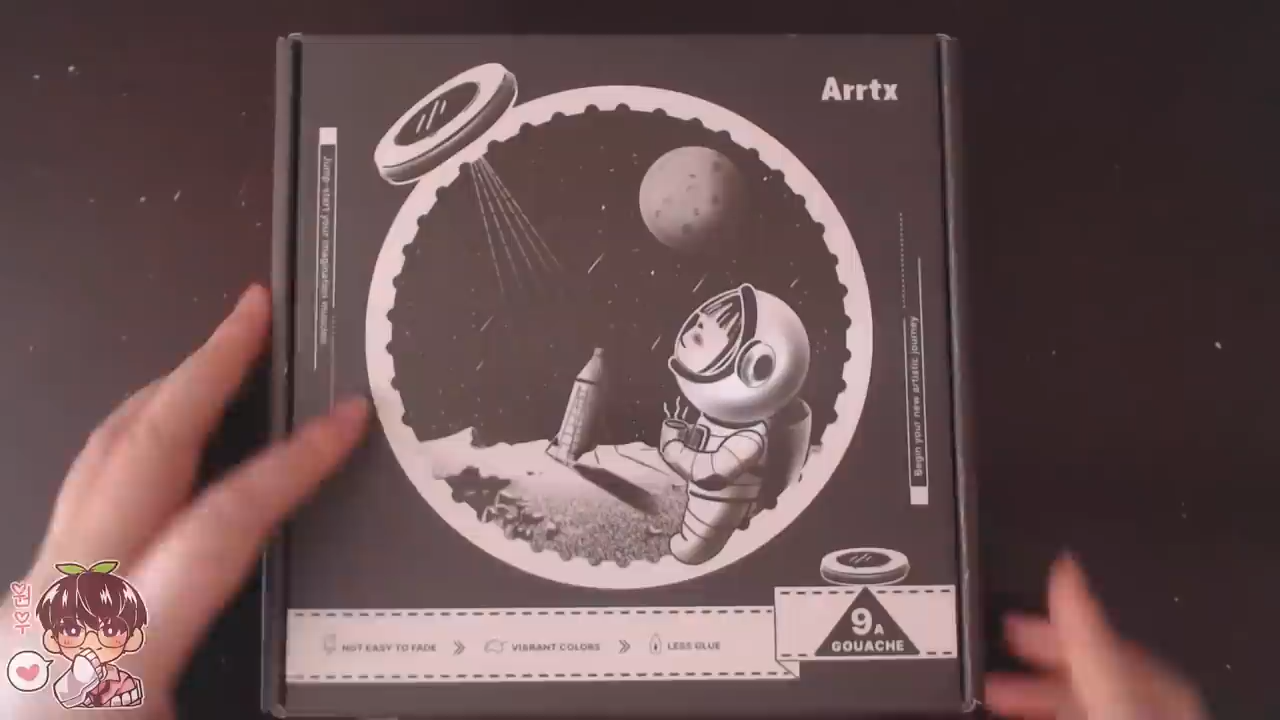 Arrtx
Jump-start your imagination muscles
Begin your new artistic journey
9A
GOUACHE
NOT EASY TO FADE
VIBRANT COLORS
LESS GLUE